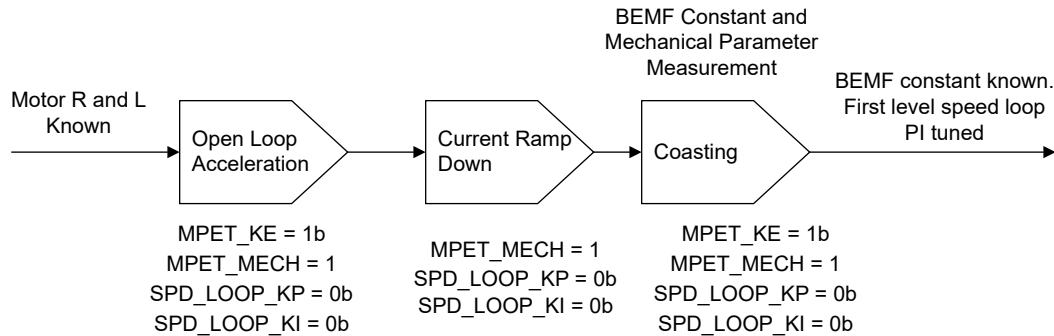 Motor R and L
Known
Open Loop
Acceleration
MPET_KE = 1b
MPET_MECH = 1
SPD_LOOP_KP = 0b
SPD_LOOP_KI = 0b
Current Ramp
Down
MPET_MECH = 1
SPD_LOOP_KP = 0b
SPD_LOOP_KI = 0b
BEMF Constant and
Mechanical Parameter
Measurement
Coasting
MPET_KE = 1b
MPET_MECH = 1
SPD_LOOP_KP = 0b
SPD_LOOP_KI = 0b
BEMF constant known.
First level speed loop
PI tuned